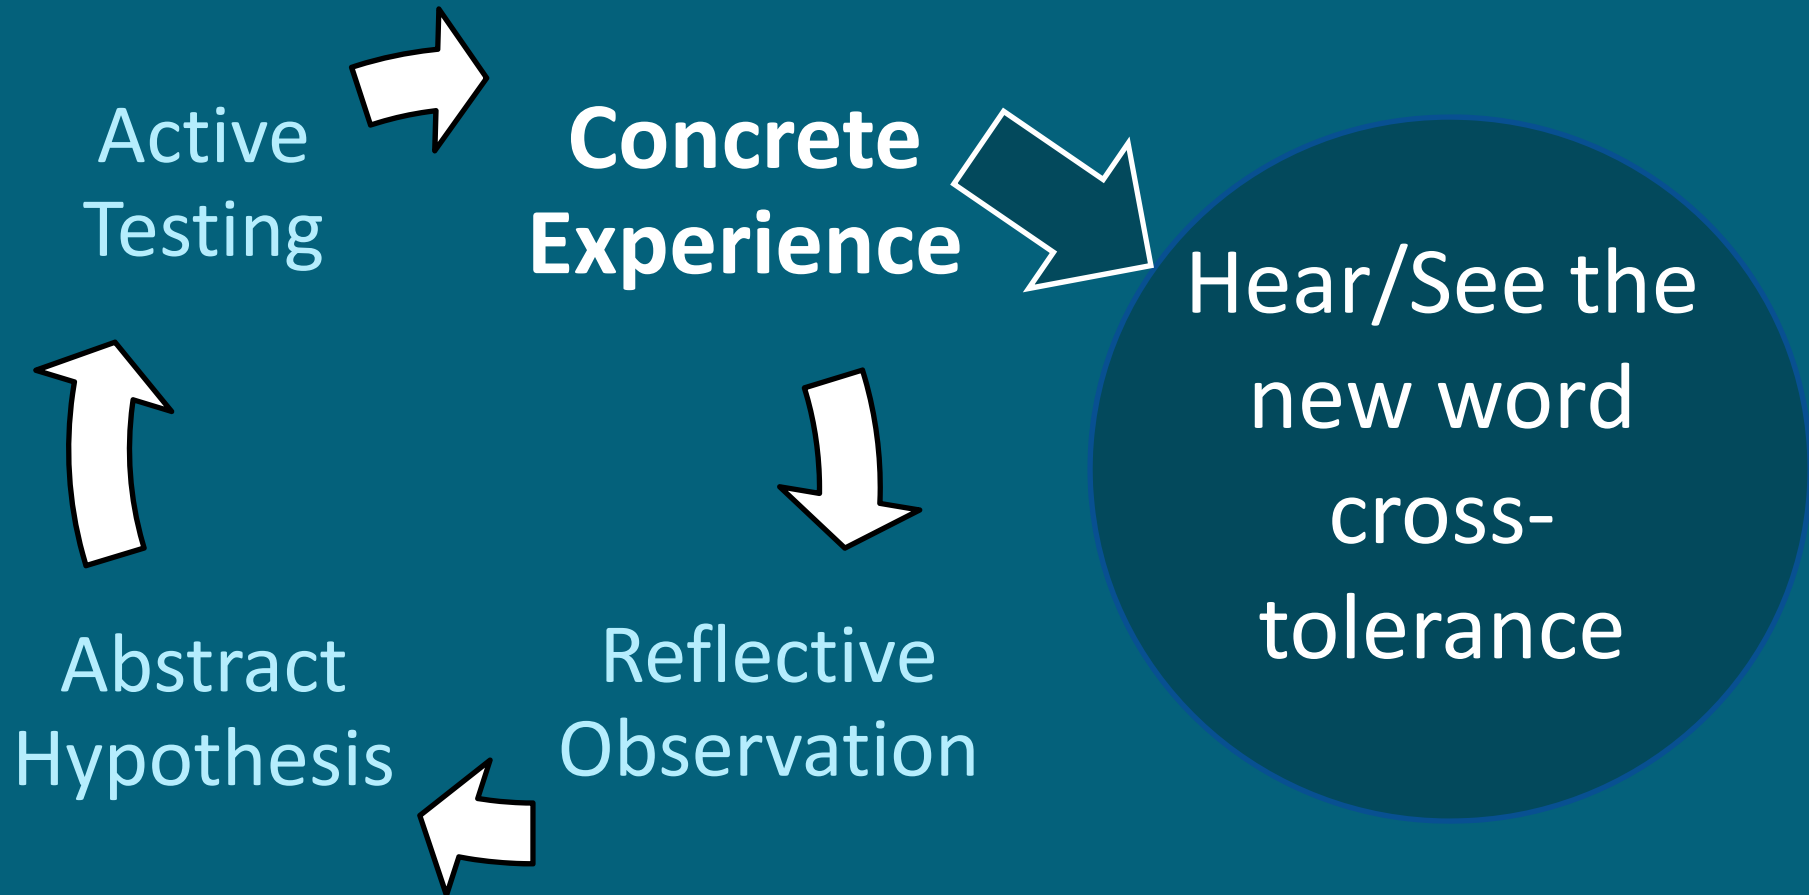 Active
Testing
Concrete
Experience
Hear/See the
new word
cross-
tolerance
Reflective
Observation
Abstract
Hypothesis